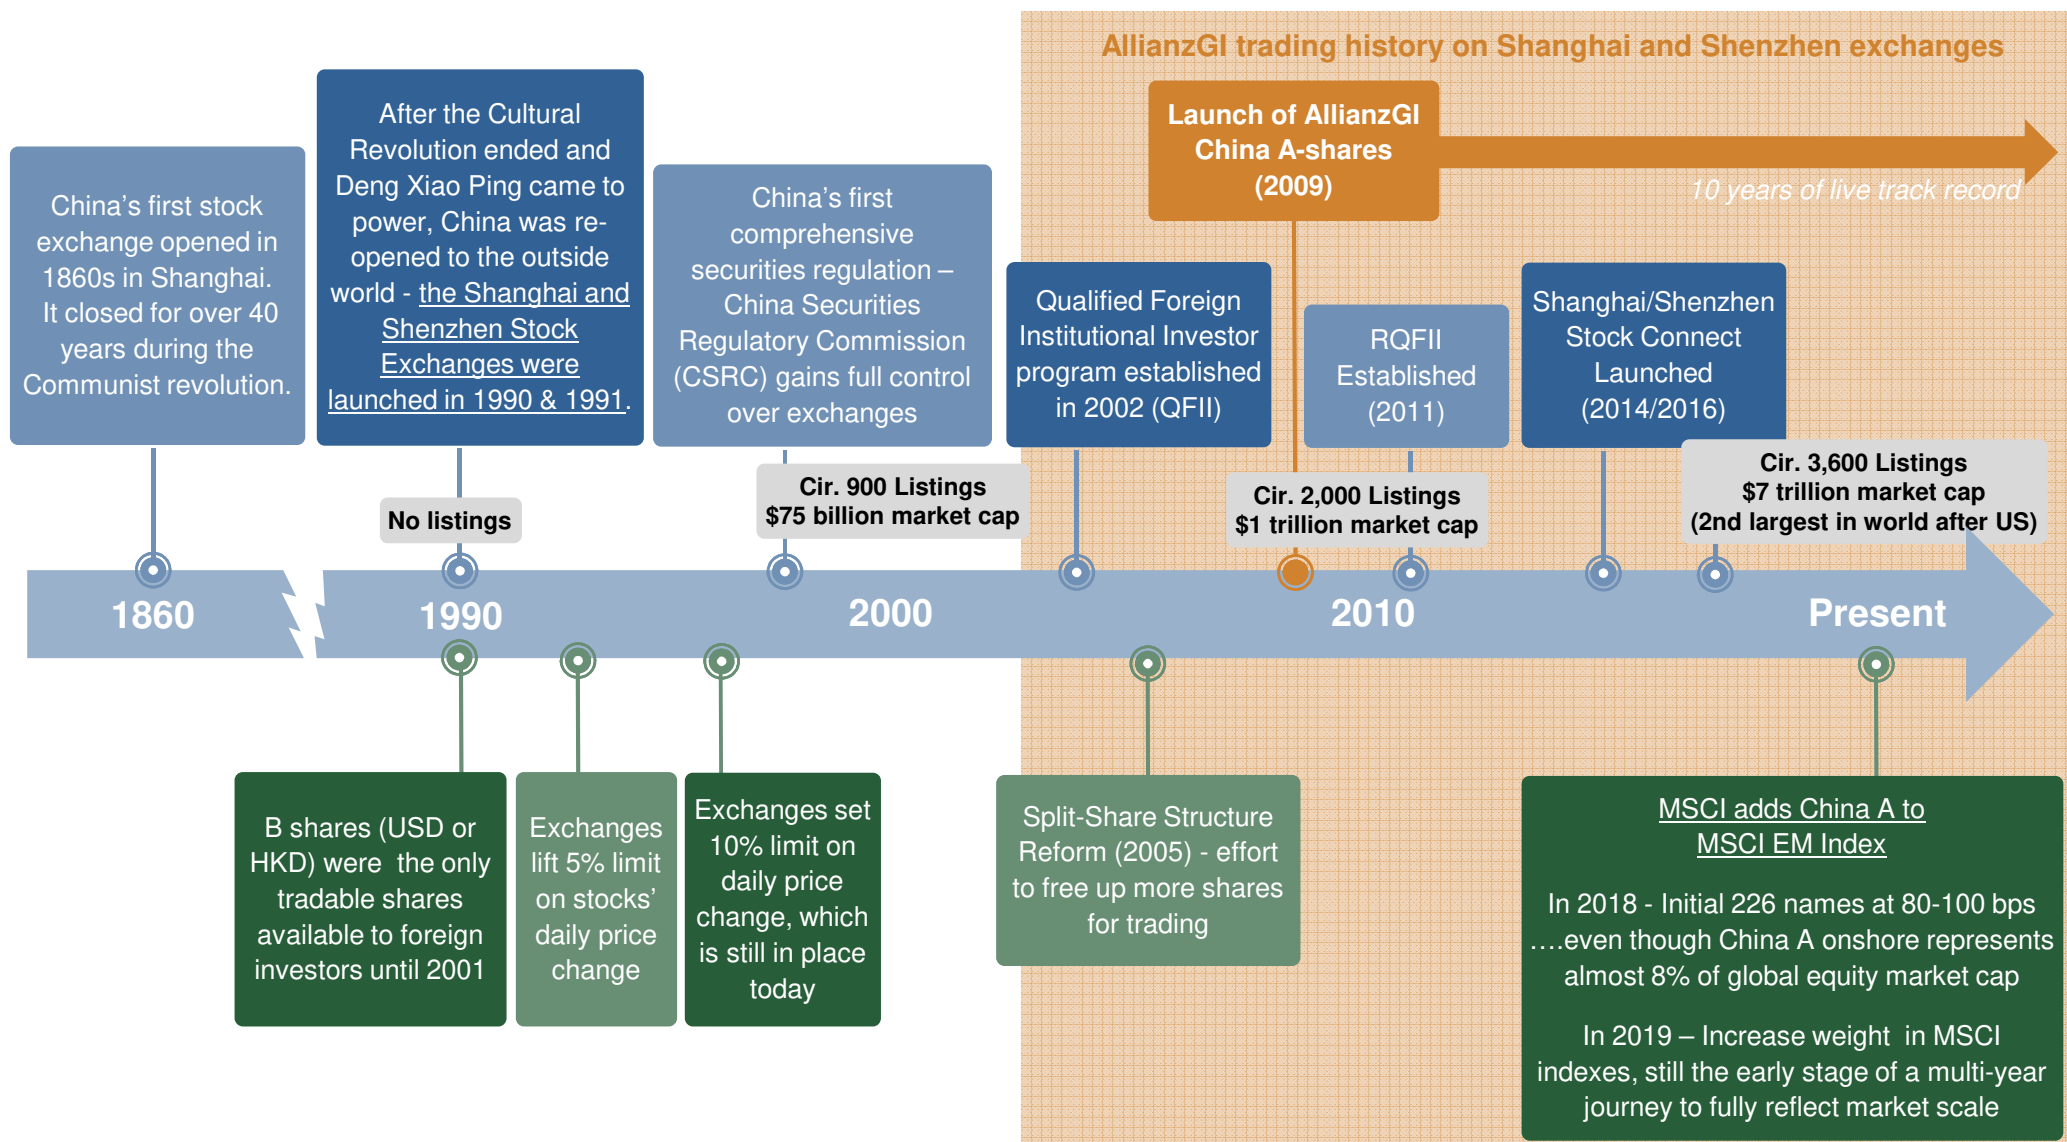 AllianzGI trading history on Shanghai and Shenzhen exchanges
Launch of AllianzGI
China A-shares
(2009)
10 years of live track record
China's first stock
exchange opened in
1860s in Shanghai.
It closed for over 40
years during the
Communist revolution.
After the Cultural
Revolution ended and
Deng Xiao Ping came to
power, China was re-
opened to the outside
world - the Shanghai and
Shenzhen Stock
Exchanges were
launched in 1990 & 1991.
China's first
comprehensive
securities regulation –
China Securities
Regulatory Commission
(CSRC) gains full control
over exchanges
Qualified Foreign
Institutional Investor
program established
in 2002 (QFII)
RQFII
Established
(2011)
Shanghai/Shenzhen
Stock Connect
Launched
(2014/2016)
No listings
Cir. 900 Listings
$75 billion market cap
Cir. 2,000 Listings
$1 trillion market cap
Cir. 3,600 Listings
$7 trillion market cap
(2nd largest in world after US)
1860
1990
2000
2010
Present
B shares (USD or
HKD) were  the only
tradable shares
available to foreign
investors until 2001
Exchanges
lift 5% limit
on stocks'
daily price
change
Exchanges set
10% limit on
daily price
change, which
is still in place
today
Split-Share Structure
Reform (2005) - effort
to free up more shares
for trading
MSCI adds China A to
MSCI EM Index
In 2018 - Initial 226 names at 80-100 bps
….even though China A onshore represents
almost 8% of global equity market cap
In 2019 – Increase weight  in MSCI
indexes, still the early stage of a multi-year
journey to fully reflect market scale